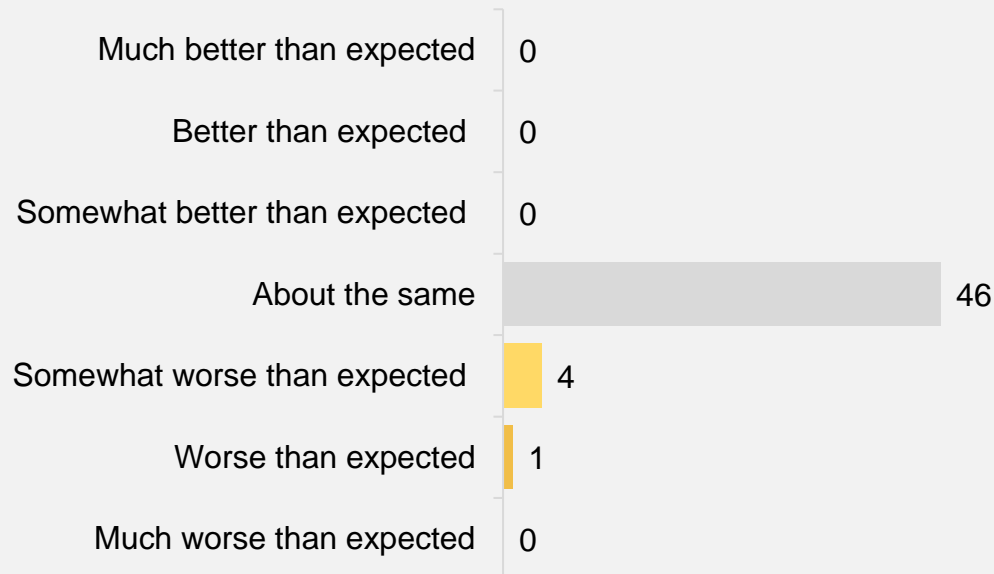 Much better than expected 0
Better than expected 0
Somewhat better than expected 0
About the same 46
Somewhat worse than expected 4
Worse than expected 1
Much worse than expected 0